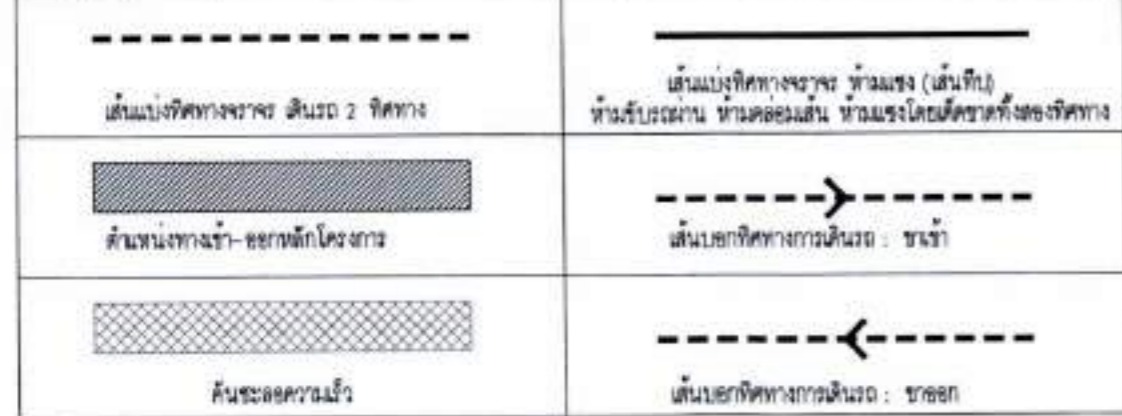 เส้นแบ่งทิศทางจราจร เดินรถ 2 ทิศทาง
เส้นแบ่งทิศทางจราจร ห้ามแซง (เส้นทึบ)
ห้ามขับรถผ่าน ห้ามคล่อมเส้น ห้ามแซงโดยเด็ดขาดทั้งสองทิศทาง
ตำแหน่งทางเข้า-ออกหลักโครงการ
เส้นบอกทิศทางการเดินรถ : ขาเข้า
คันชะลอความเร็ว
เส้นบอกทิศทางการเดินรถ : ขาออก